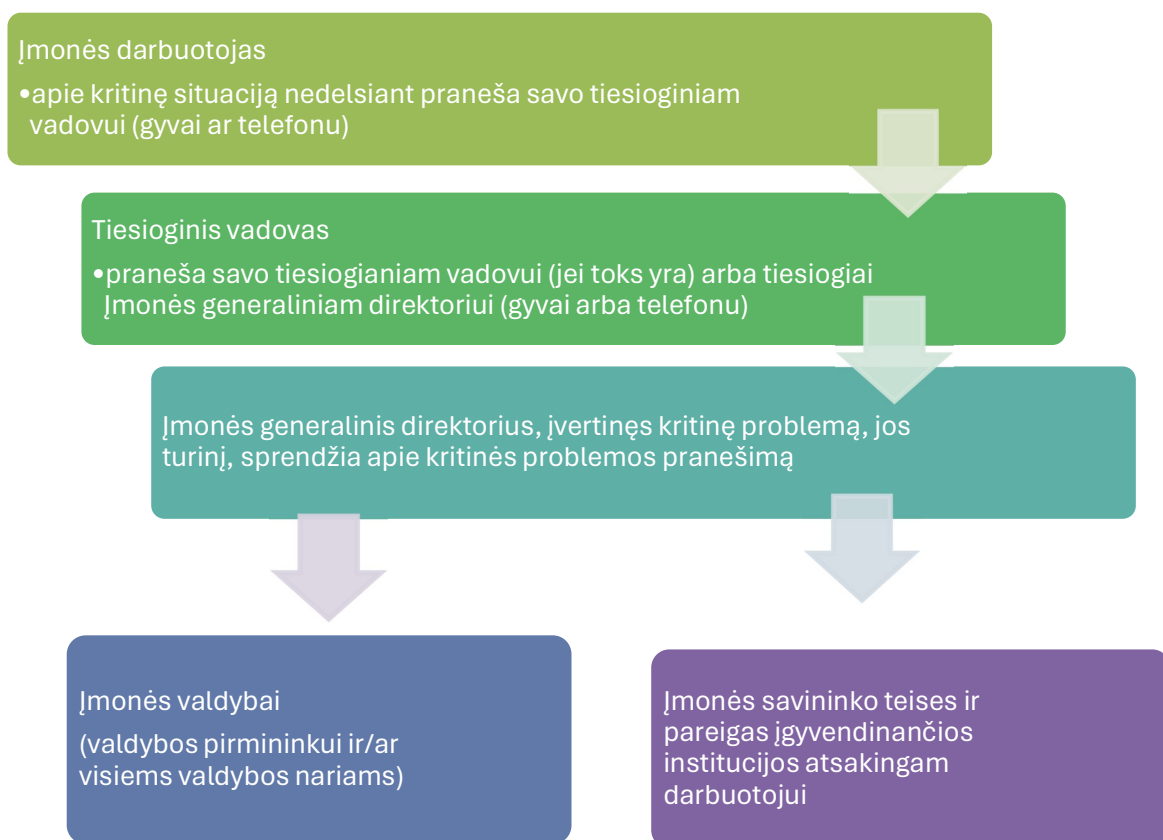 Įmonės darbuotojas
•apie kritinę situaciją nedelsiant praneša savo tiesioginiam
vadovui (gyvai ar telefonu)
Tiesioginis vadovas
•praneša savo tiesiogianiam vadovui (jei toks yra) arba tiesiogiai
Įmonės generaliniam direktoriui (gyvai arba telefonu)
Įmonės generalinis direktorius, įvertinęs kritinę problemą, jos
turinį, sprendžia apie kritinės problemos pranešimą
Įmonės valdybai
(valdybos pirmininkui ir/ar
visiems valdybos nariams)
Įmonės savininko teises ir
pareigas įgyvendinančios
institucijos atsakingam
darbuotojui